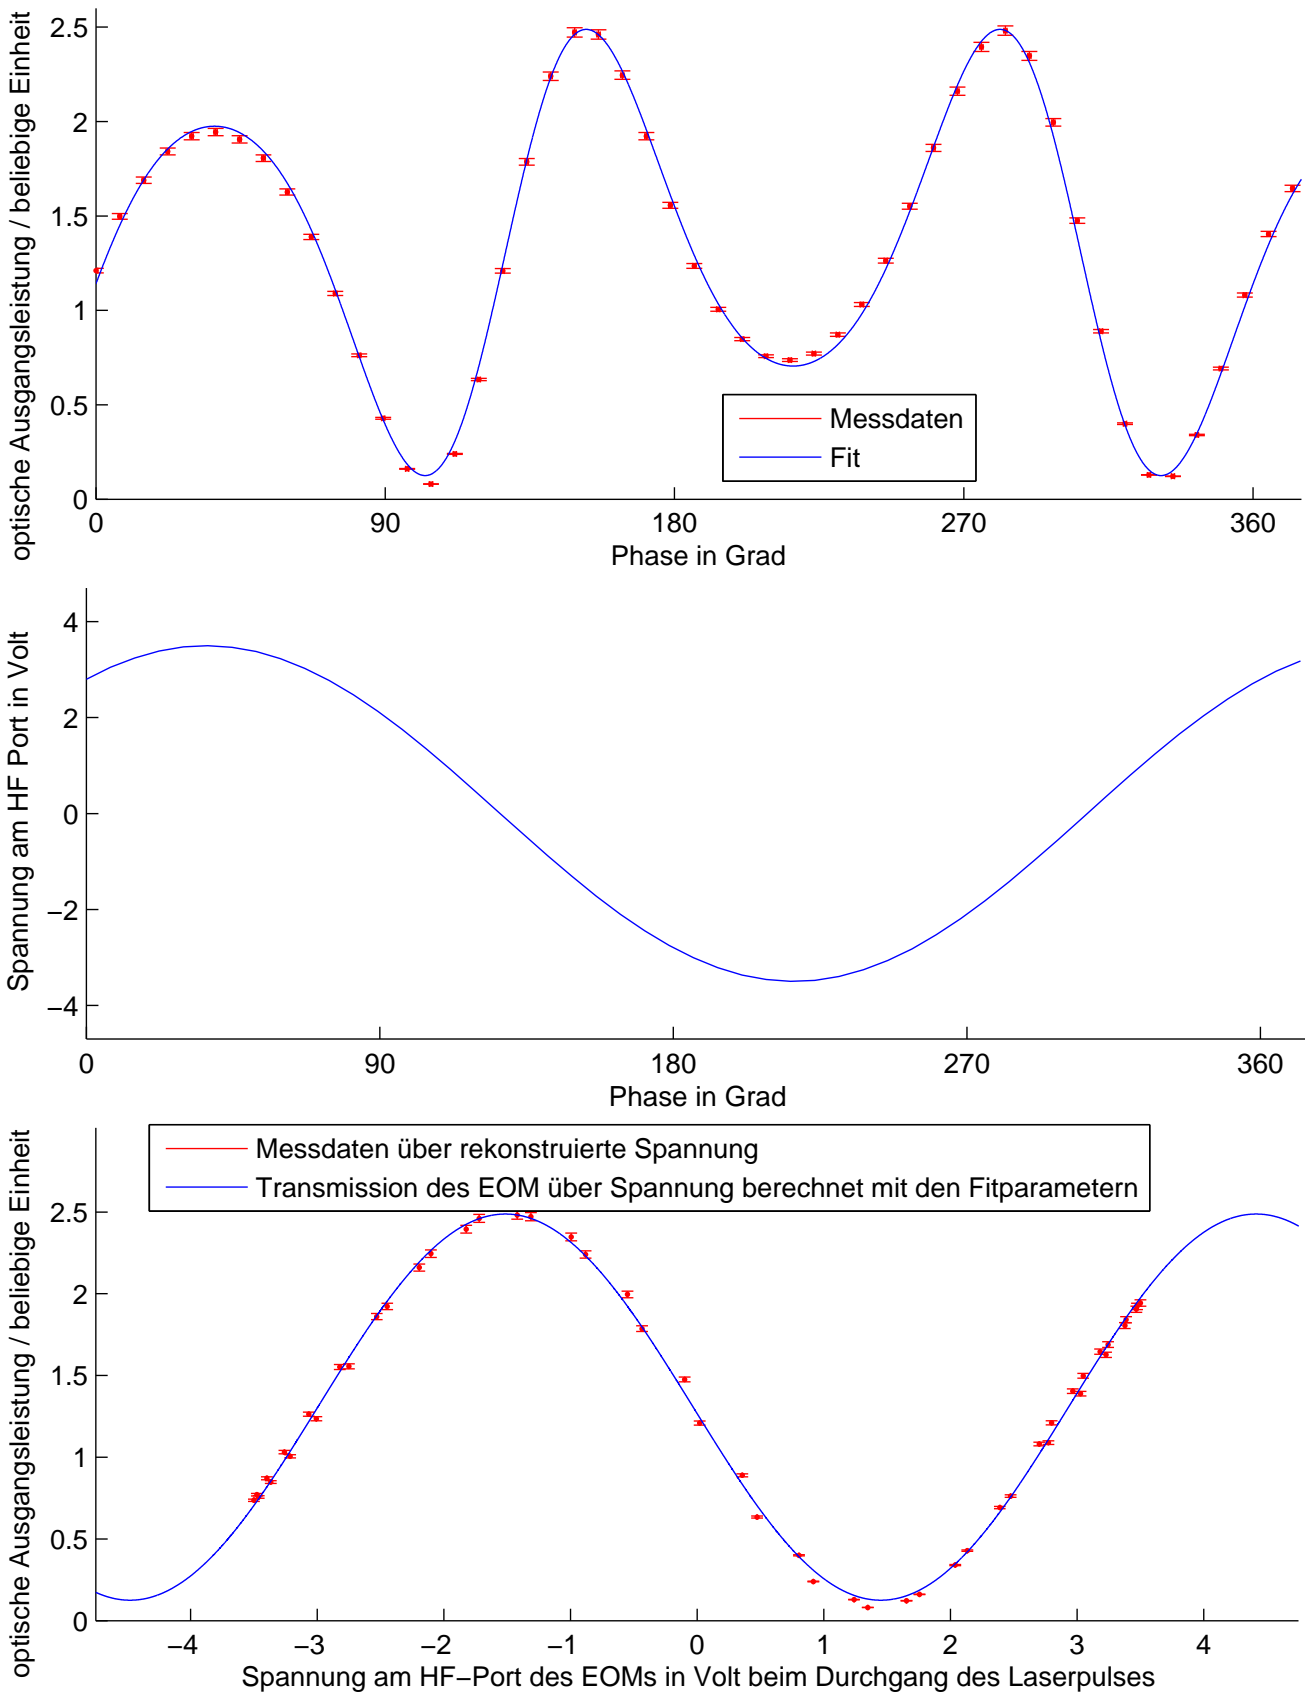 optische Ausgangsleistung / beliebige Einheit
2.5
2
1.5
1
0.5
0
Messdaten
Fit
0 90 180 270 360
Phase in Grad
Spannung am HF Port in Volt
4
2
0
−2
−4
0 90 180 270 360
Phase in Grad
optische Ausgangsleistung / beliebige Einheit
Messdaten über rekonstruierte Spannung
Transmission des EOM über Spannung berechnet mit den Fitparametern
2.5
2
1.5
1
0.5
0
−4 −3 −2 −1 0 1 2 3 4
Spannung am HF−Port des EOMs in Volt beim Durchgang des Laserpulses